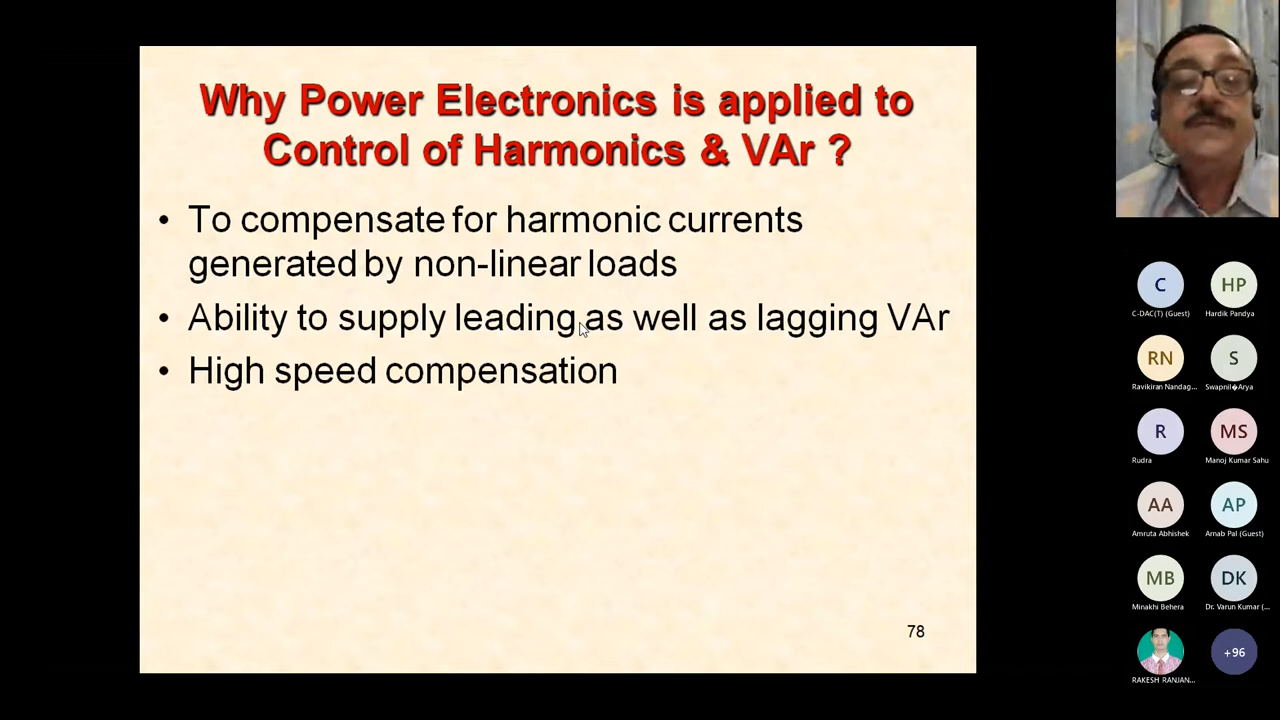 Why Power Electronics is applied to
Control of Harmonics & VAr ?
• To compensate for harmonic currents
generated by non-linear loads
• Ability to supply leading as well as lagging VAr
• High speed compensation
78
C
HP
C-DAC(T) (Guest)
Hardik Pandya
RN
S
Ravikiran Nandag...
Swapnil�Arya
R
MS
Rudra
Manoj Kumar Sahu
AA
AP
Amruta Abhishek
Arnab Pal (Guest)
MB
DK
Minakhi Behera
Dr. Varun Kumar (...
+96
RAKESH RANJAN...